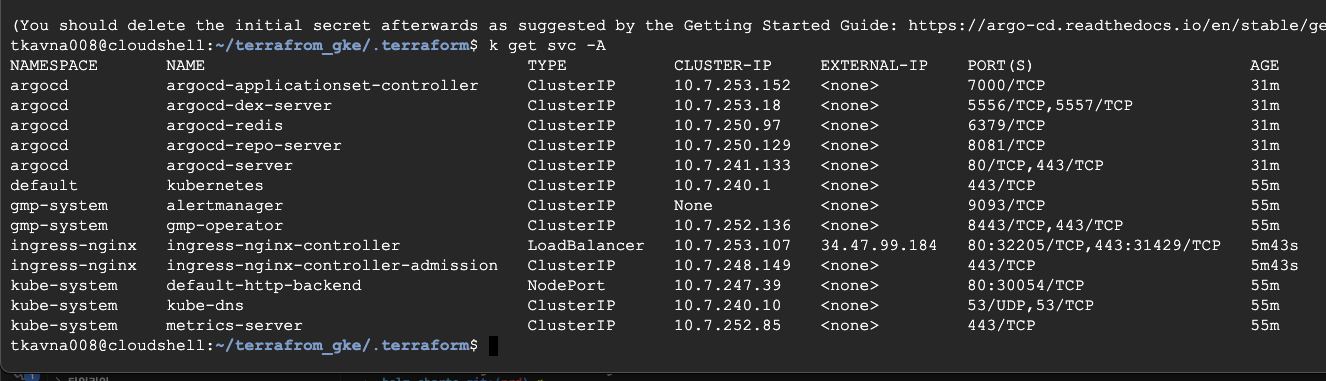 (You should delete the initial secret afterwards as suggested by the Getting Started Guide: https://argo-cd.readthedocs.io/en/stable/ge
tkavna008@cloudshell:~/terrafrom_gke/.terraform$ k get svc -A
NAMESPACE NAME TYPE CLUSTER-IP EXTERNAL-IP PORT(S) AGE
argocd argocd-applicationset-controller ClusterIP 10.7.253.152 <none> 7000/TCP 31m
argocd argocd-dex-server ClusterIP 10.7.253.18 <none> 5556/TCP,5557/TCP 31m
argocd argocd-redis ClusterIP 10.7.250.97 <none> 6379/TCP 31m
argocd argocd-repo-server ClusterIP 10.7.250.129 <none> 8081/TCP 31m
argocd argocd-server ClusterIP 10.7.241.133 <none> 80/TCP,443/TCP 31m
default kubernetes ClusterIP 10.7.240.1 <none> 443/TCP 55m
gmp-system alertmanager ClusterIP None <none> 9093/TCP 55m
gmp-system gmp-operator ClusterIP 10.7.252.136 <none> 8443/TCP,443/TCP 55m
ingress-nginx ingress-nginx-controller LoadBalancer 10.7.253.107 34.47.99.184 80:32205/TCP,443:31429/TCP 5m43s
ingress-nginx ingress-nginx-controller-admission ClusterIP 10.7.248.149 <none> 443/TCP 5m43s
kube-system default-http-backend NodePort 10.7.247.39 <none> 80:30054/TCP 55m
kube-system kube-dns ClusterIP 10.7.240.10 <none> 53/UDP,53/TCP 55m
kube-system metrics-server ClusterIP 10.7.252.85 <none> 443/TCP 55m
tkavna008@cloudshell:~/terrafrom_gke/.terraform$